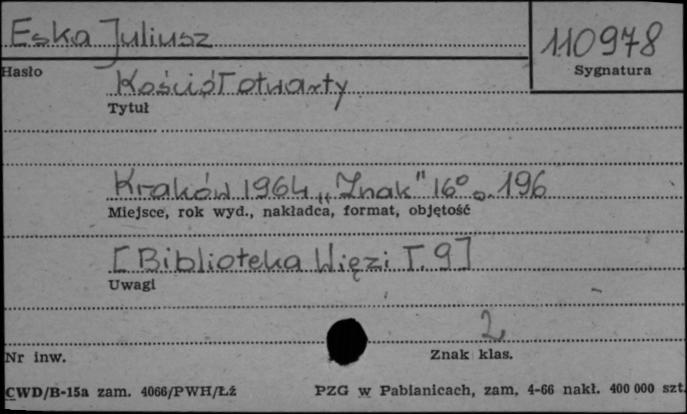 Eska Juliusz
110978
Hasło
Sygnatura
Kościół otwarty
Tytuł
Kraków 1964 „Znak" 16° s. 196
Miejsce, rok wyd., nakładca, format, objętość
[Biblioteka Więzi T. 9]
Uwagi
2
Nr inw.
Znak klas.
CWD/B-15a zam. 4066/PWH/Łż
PZG w Pabianicach, zam. 4-66 nakł. 400 000 szt.